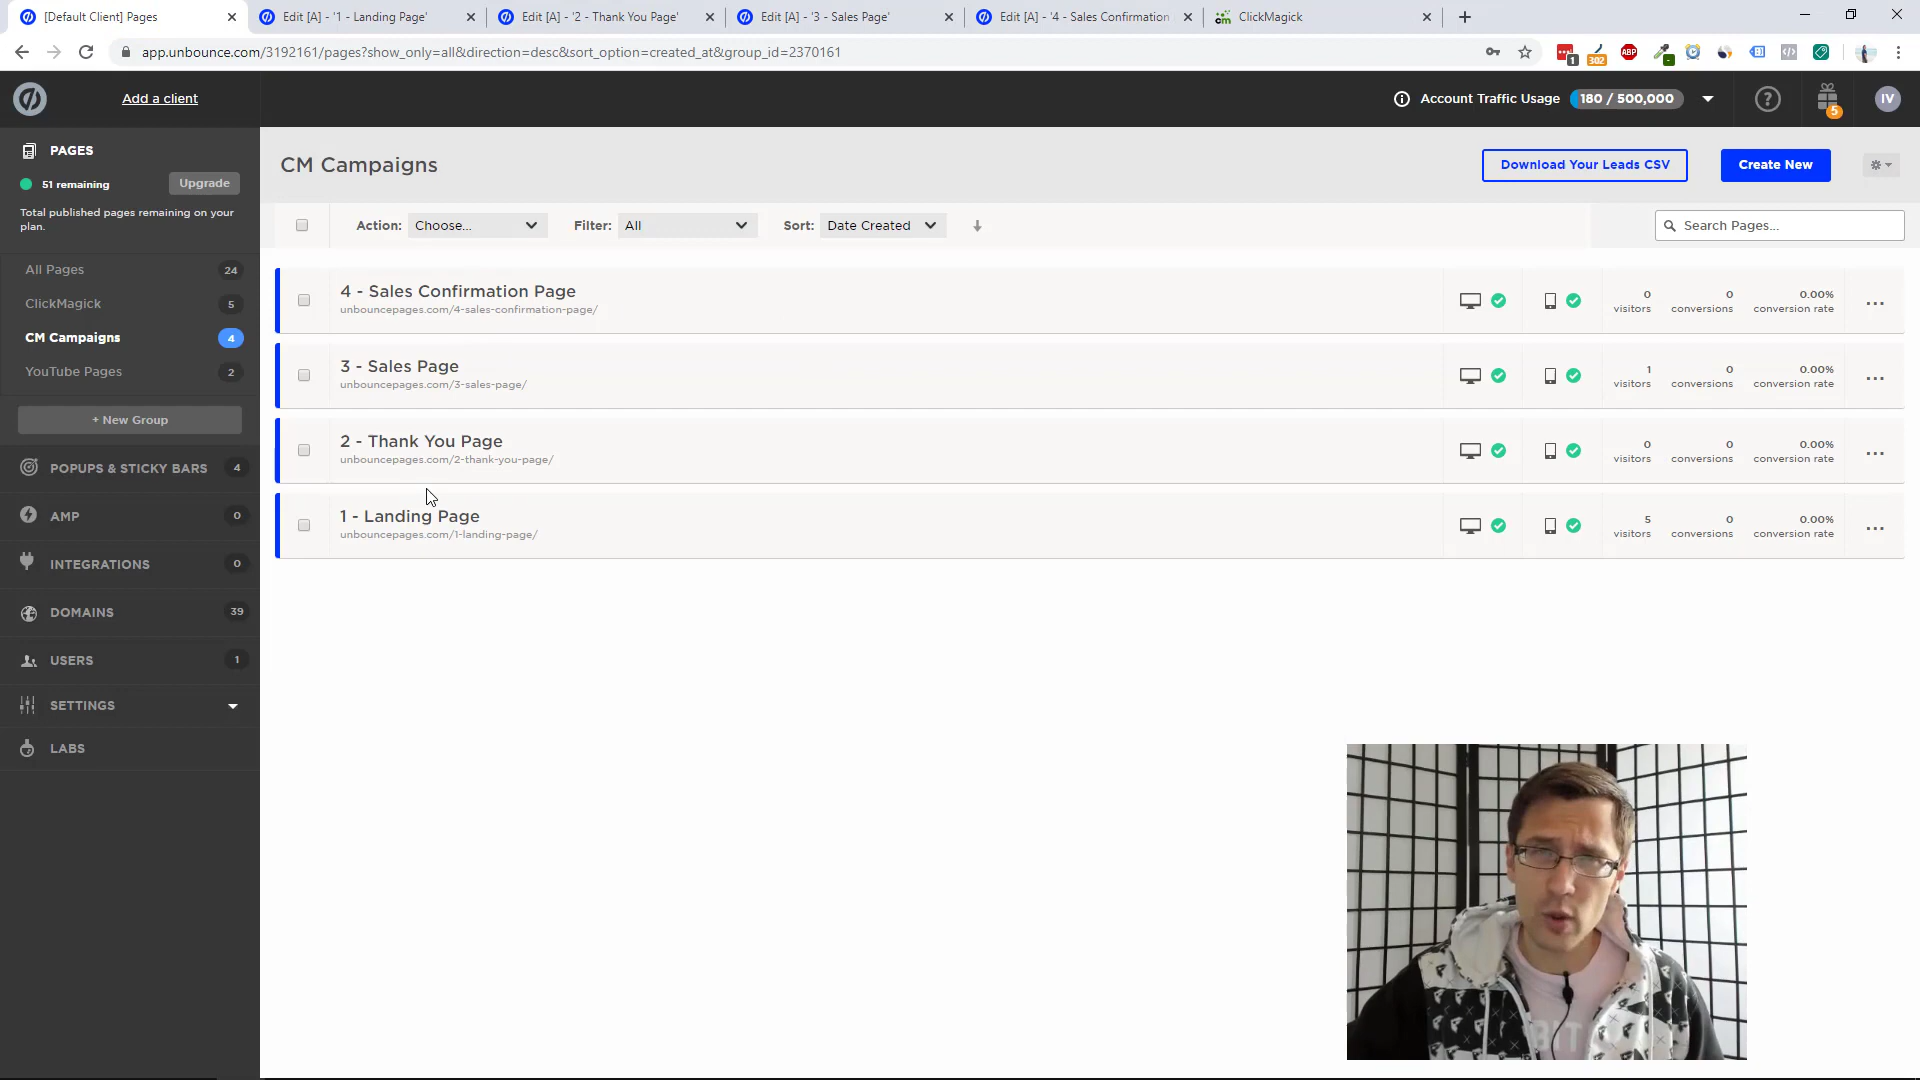 [Default Client] Pages
Edit [A] - '1 - Landing Page'
Edit [A] - '2 - Thank You Page'
Edit [A] - '3 - Sales Page'
Edit [A] - '4 - Sales Confirmation
ClickMagick
app.unbounce.com/3192161/pages?show_only=all&direction=desc&sort_option=created_at&group_id=2370161
1
302
ABP
Add a client
Account Traffic Usage
180 / 500,000
5
IV
PAGES
51 remaining
Upgrade
Total published pages remaining on your
plan.
All Pages 24
ClickMagick 5
CM Campaigns 4
YouTube Pages 2
+ New Group
POPUPS & STICKY BARS 4
AMP 0
INTEGRATIONS 0
DOMAINS 39
USERS 1
SETTINGS
LABS
CM Campaigns
Download Your Leads CSV
Create New
Action: Choose...
Filter: All
Sort: Date Created
Search Pages...
4 - Sales Confirmation Page
unbouncepages.com/4-sales-confirmation-page/
0 0 0.00%
visitors conversions conversion rate
3 - Sales Page
unbouncepages.com/3-sales-page/
1 0 0.00%
visitors conversions conversion rate
2 - Thank You Page
unbouncepages.com/2-thank-you-page/
0 0 0.00%
visitors conversions conversion rate
1 - Landing Page
unbouncepages.com/1-landing-page/
5 0 0.00%
visitors conversions conversion rate